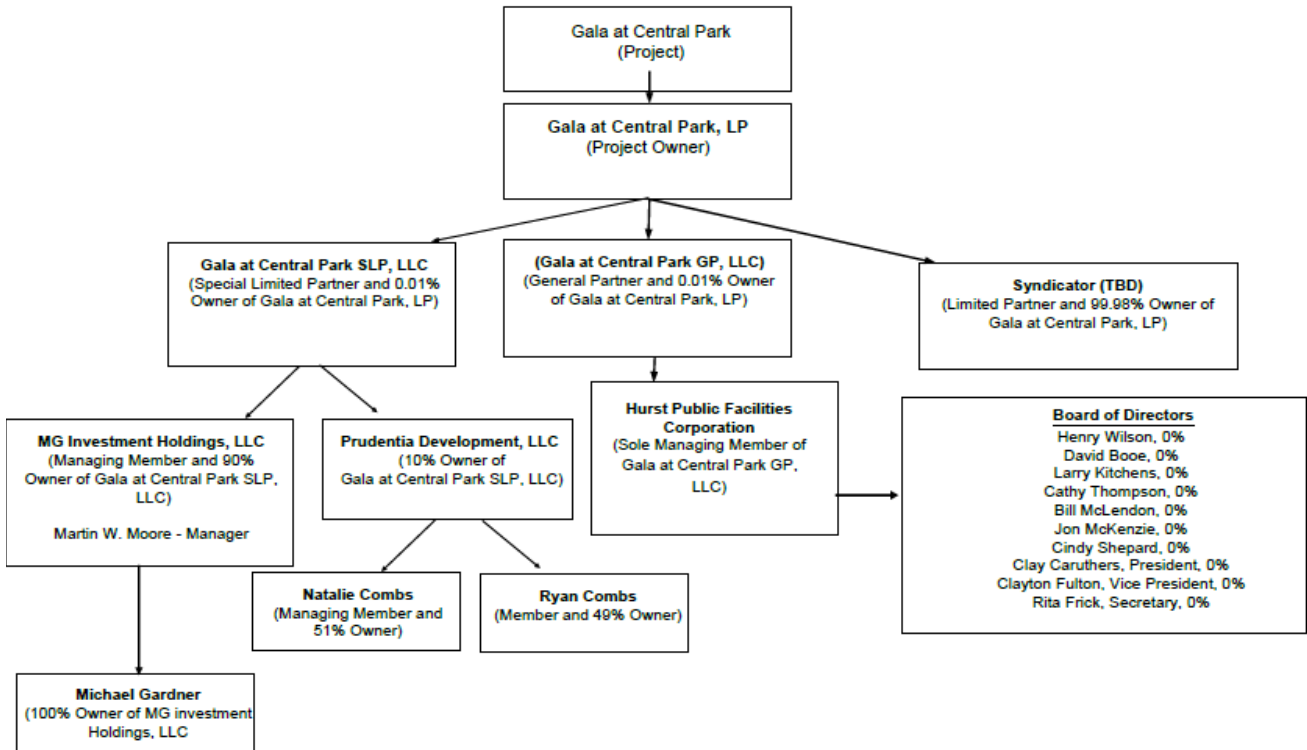 Gala at Central Park
(Project)
Gala at Central Park, LP
(Project Owner)
Gala at Central Park SLP, LLC
(Special Limited Partner and 0.01%
Owner of Gala at Central Park, LP)
(Gala at Central Park GP, LLC)
(General Partner and 0.01% Owner
of Gala at Central Park, LP)
Syndicator (TBD)
(Limited Partner and 99.98% Owner of
Gala at Central Park, LP)
MG Investment Holdings, LLC
(Managing Member and 90%
Owner of Gala at Central Park SLP,
LLC)
Martin W. Moore - Manager
Prudentia Development, LLC
(10% Owner of
Gala at Central Park SLP, LLC)
Hurst Public Facilities
Corporation
(Sole Managing Member of
Gala at Central Park GP,
LLC)
Board of Directors
Henry Wilson, 0%
David Booe, 0%
Larry Kitchens, 0%
Cathy Thompson, 0%
Bill McLendon, 0%
Jon McKenzie, 0%
Cindy Shepard, 0%
Clay Caruthers, President, 0%
Clayton Fulton, Vice President, 0%
Rita Frick, Secretary, 0%
Natalie Combs
(Managing Member and
51% Owner)
Ryan Combs
(Member and 49% Owner)
Michael Gardner
(100% Owner of MG investment
Holdings, LLC